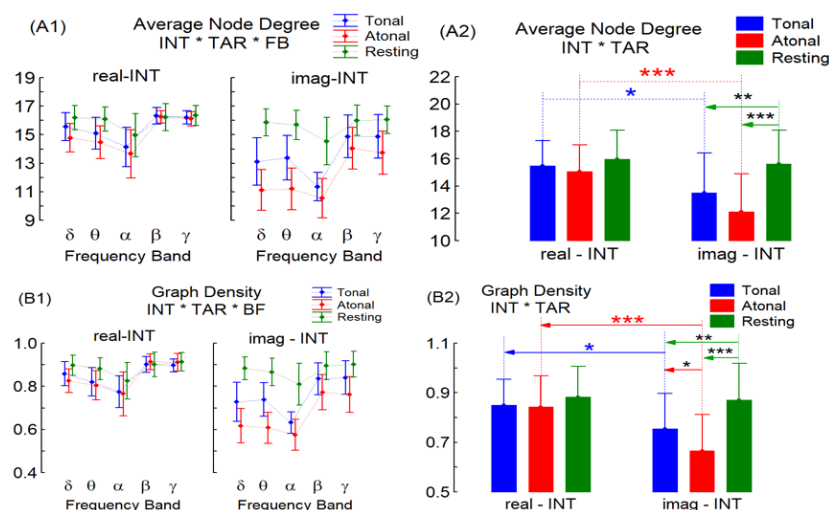 (A1)
Average Node Degree
INT * TAR * FB
Tonal
Atonal
Resting
real-INT
imag-INT
19
17
15
13
11
9
δ θ α β γ
δ θ α β γ
Frequency Band
Frequency Band
(A2)
Average Node Degree
INT * TAR
Tonal
Atonal
Resting
22
20
18
16
14
12
10
***
*
**
***
real - INT
imag - INT
(B1)
Graph Density
INT * TAR * BF
Tonal
Atonal
Resting
real-INT
imag - INT
1.0
0.8
0.6
0.4
δ θ α β γ
δ θ α β γ
Frequency Band
Frequency Band
(B2)
Graph Density
INT * TAR
Tonal
Atonal
Resting
1.1
0.9
0.7
0.5
***
*
**
***
*
real - INT
imag - INT